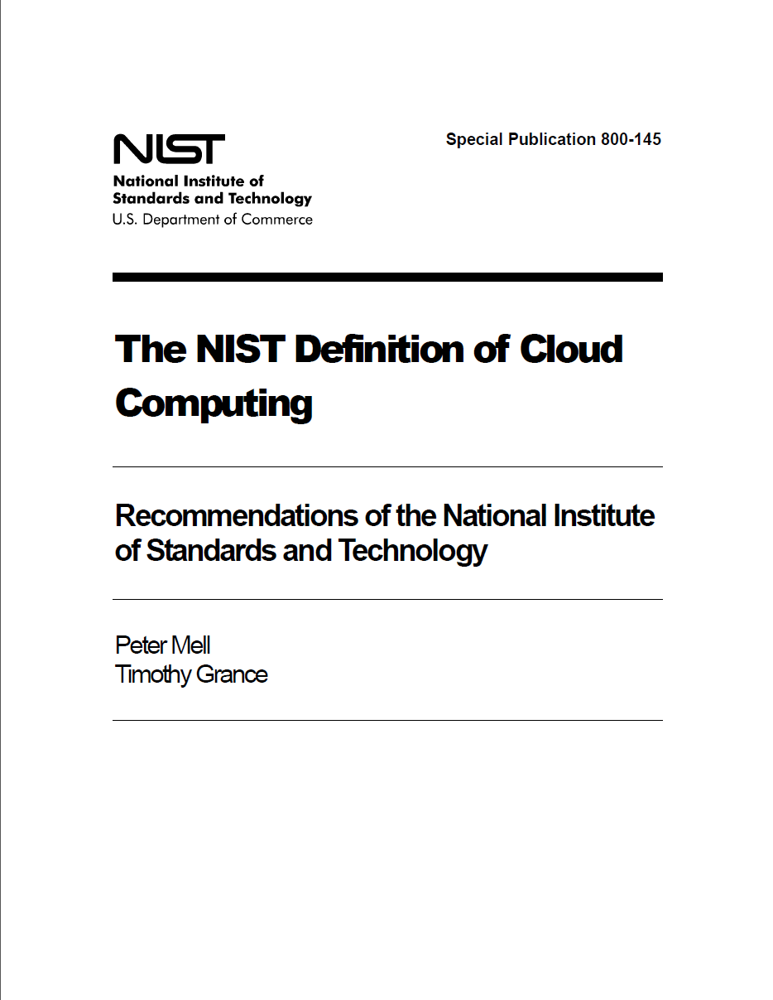 NIST
Special Publication 800-145
National Institute of
Standards and Technology
U.S. Department of Commerce
The NIST Definition of Cloud
Computing
Recommendations of the National Institute
of Standards and Technology
Peter Mell
Timothy Grance